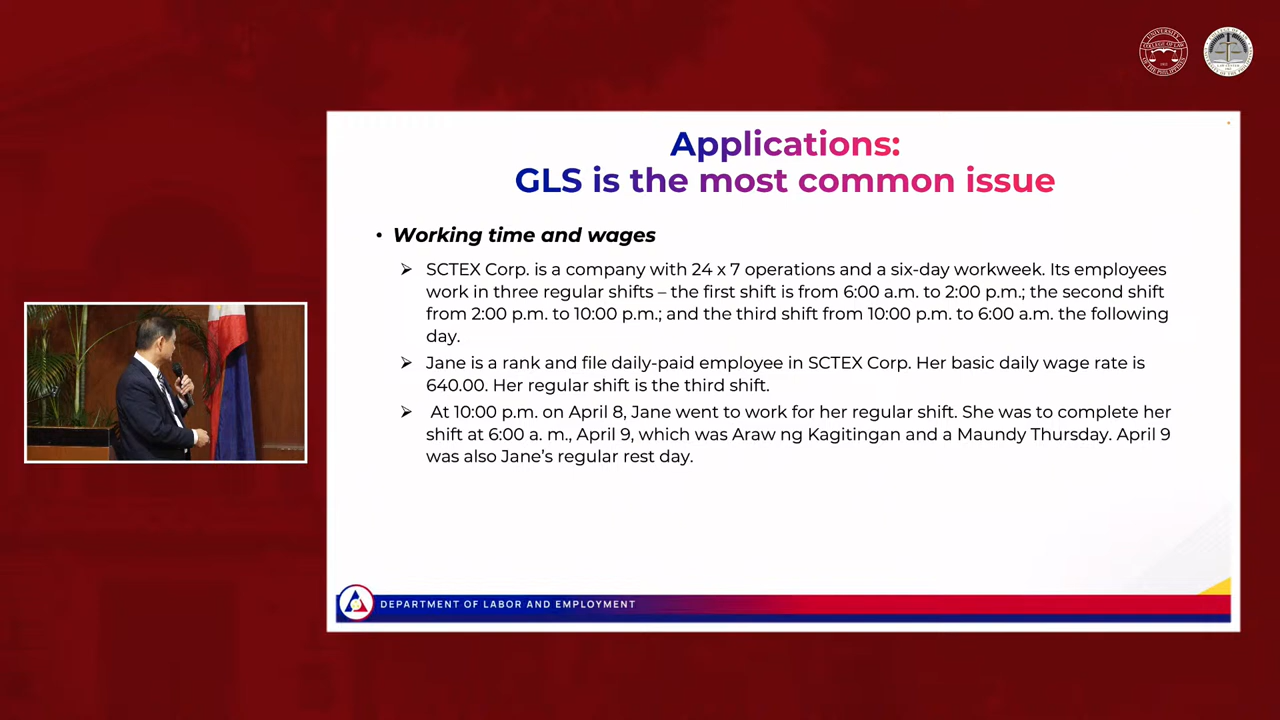 Applications:
GLS is the most common issue
• Working time and wages
➢ SCTEX Corp. is a company with 24 x 7 operations and a six-day workweek. Its employees
work in three regular shifts – the first shift is from 6:00 a.m. to 2:00 p.m.; the second shift
from 2:00 p.m. to 10:00 p.m.; and the third shift from 10:00 p.m. to 6:00 a.m. the following
day.
➢ Jane is a rank and file daily-paid employee in SCTEX Corp. Her basic daily wage rate is
640.00. Her regular shift is the third shift.
➢ At 10:00 p.m. on April 8, Jane went to work for her regular shift. She was to complete her
shift at 6:00 a. m., April 9, which was Araw ng Kagitingan and a Maundy Thursday. April 9
was also Jane’s regular rest day.
DEPARTMENT OF LABOR AND EMPLOYMENT